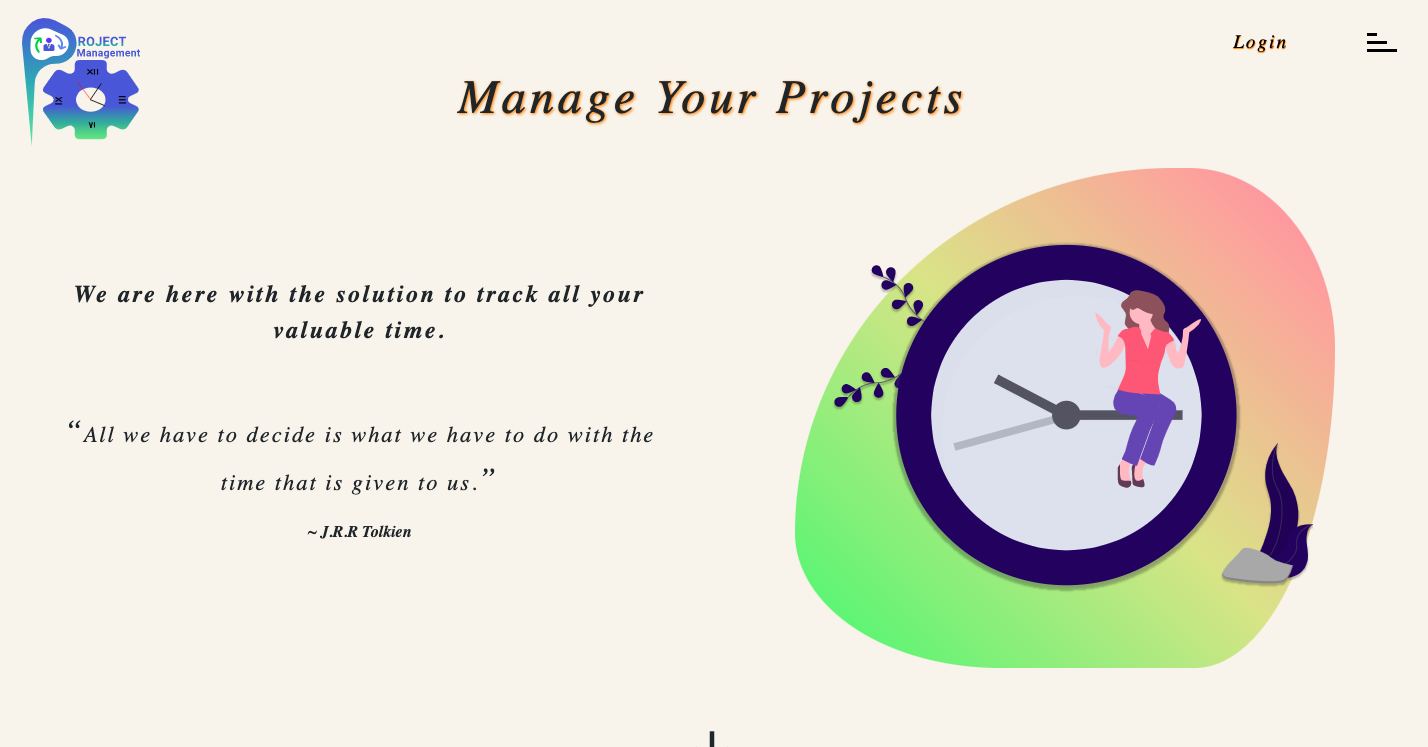 ROJECT
Management
XII
III
VI
IX
Login
Manage Your Projects
We are here with the solution to track all your
valuable time.
“All we have to decide is what we have to do with the
time that is given to us.”
~ J.R.R Tolkien